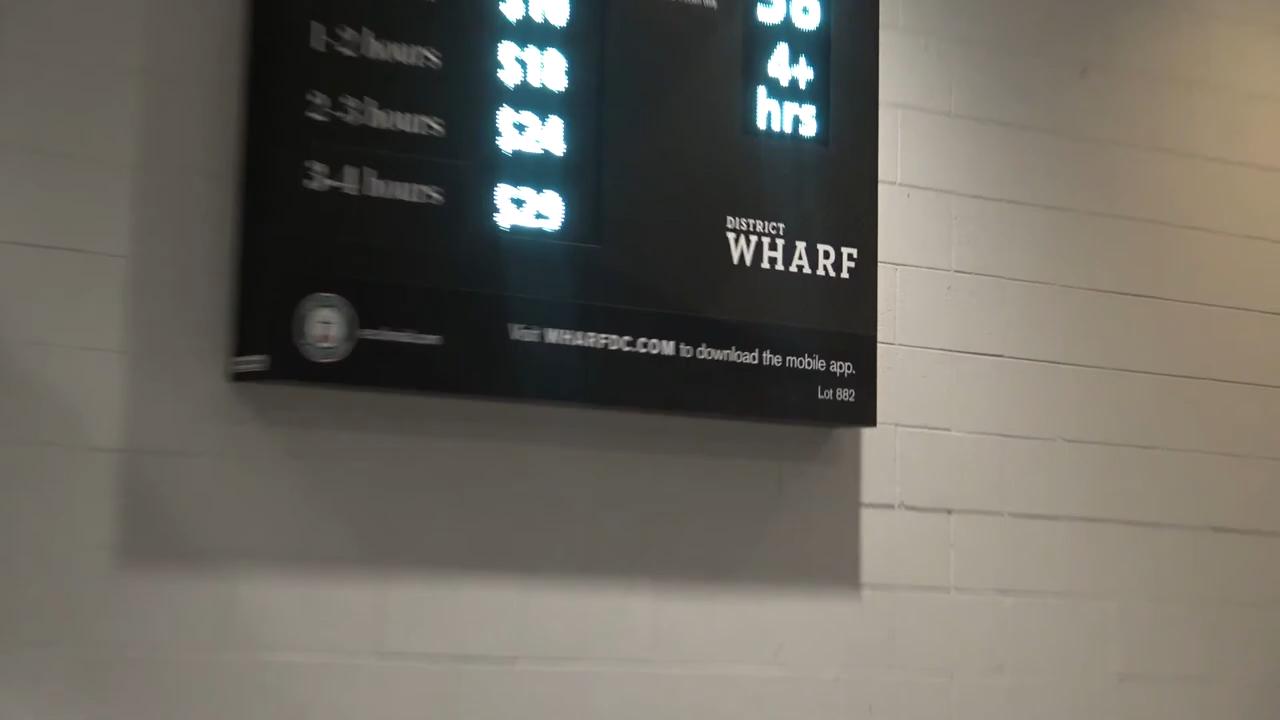 1-2 hours
$18
2-3 hours
$24
3-4 hours
$29
4+
hrs
DISTRICT
WHARF
Visit WHARFDC.COM to download the mobile app.
Lot 882